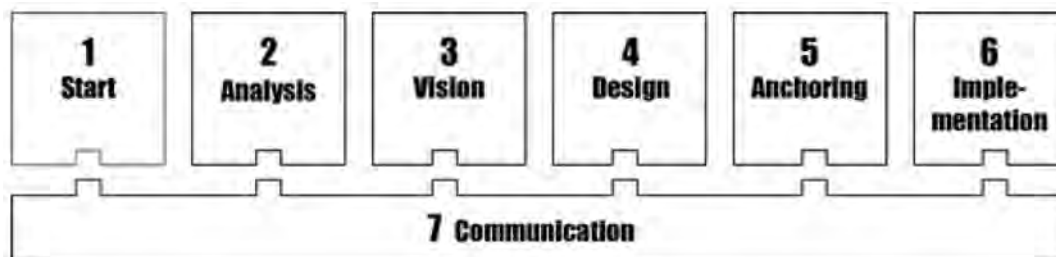 1
Start
2
Analysis
3
Vision
4
Design
5
Anchoring
6
Imple-
mentation
7 Communication